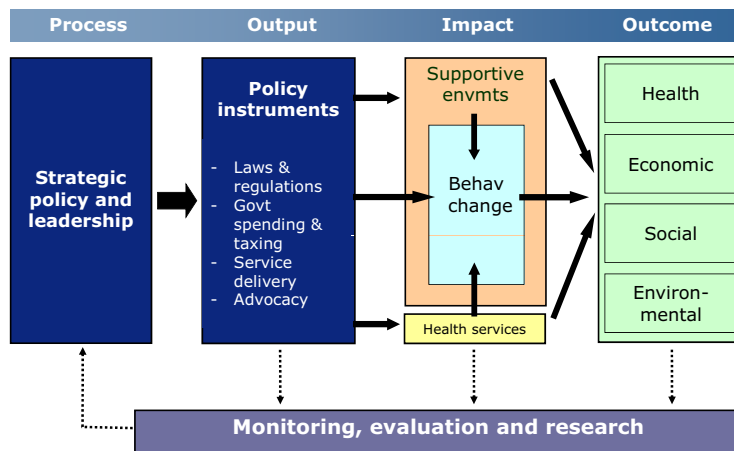 Process
Output
Impact
Outcome
Strategic
policy and
leadership
Policy
instruments
- Laws &
regulations
- Govt
spending &
taxing
- Service
delivery
- Advocacy
Supportive
envmts
Behav
change
Health services
Health
Economic
Social
Environ-
mental
Monitoring, evaluation and research